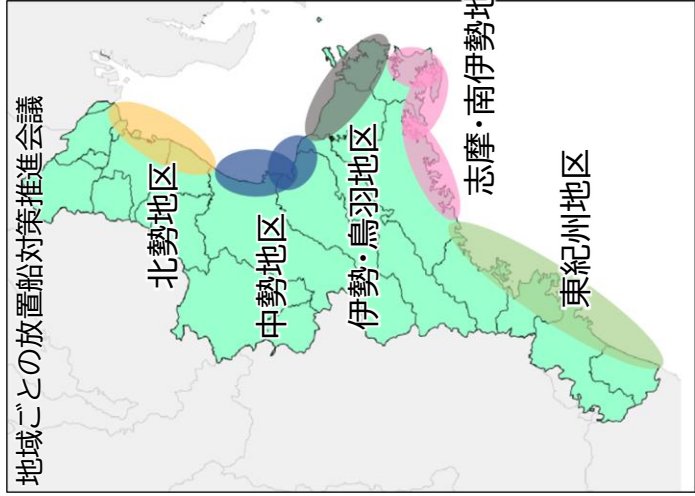 地域ごとの放置船対策推進会議
北勢地区
中勢地区
伊勢・鳥羽地区
志摩・南伊勢地
東紀州地区